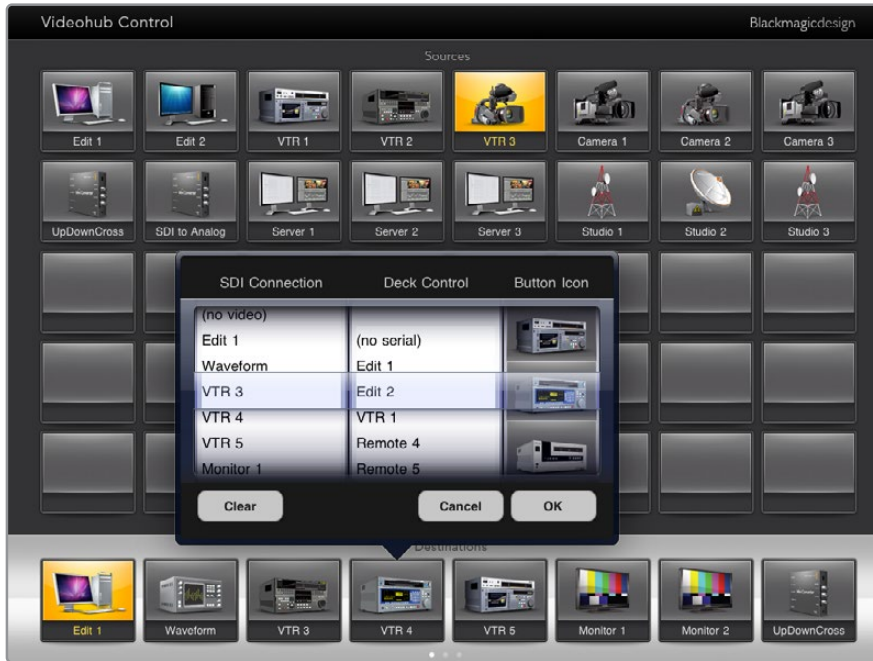 Videohub Control
Blackmagicdesign
Sources
Edit 1
Edit 2
VTR 1
VTR 2
VTR 3
Camera 1
Camera 2
Camera 3
UpDownCross
SDI to Analog
Server 1
Server 2
Server 3
Studio 1
Studio 2
Studio 3
SDI Connection
Deck Control
Button Icon
(no video)
Edit 1
(no serial)
Waveform
Edit 1
VTR 3
Edit 2
VTR 4
VTR 1
VTR 5
Remote 4
Monitor 1
Remote 5
Clear
Cancel
OK
Destinations
Edit 1
Waveform
VTR 3
VTR 4
VTR 5
Monitor 1
Monitor 2
UpDownCross